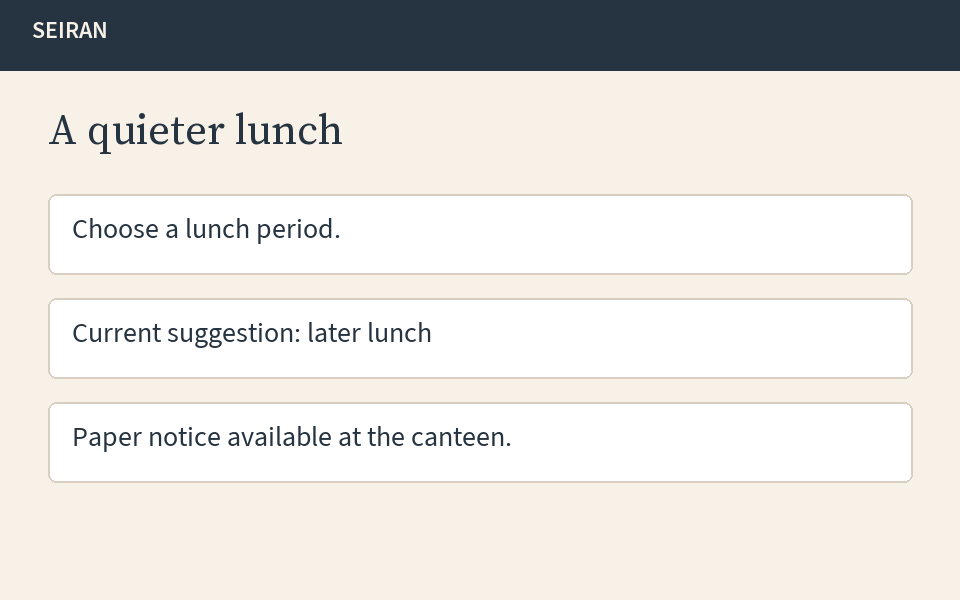 SEIRAN
A quieter lunch
Choose a lunch period.
Current suggestion: later lunch
Paper notice available at the canteen.